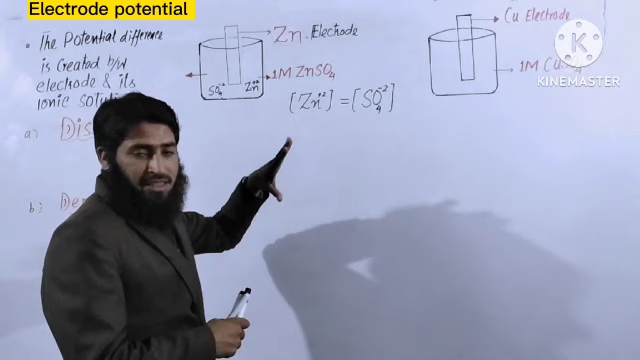 Electrode potential
• The Potential difference
is Created b/w
electrode & its
ionic
a)
b)
Zn Electrode
1M ZnSO₄
SO₄⁻² Zn⁺²
[Zn⁺²] = [SO₄⁻²]
Cu Electrode
1M
KINEMASTER